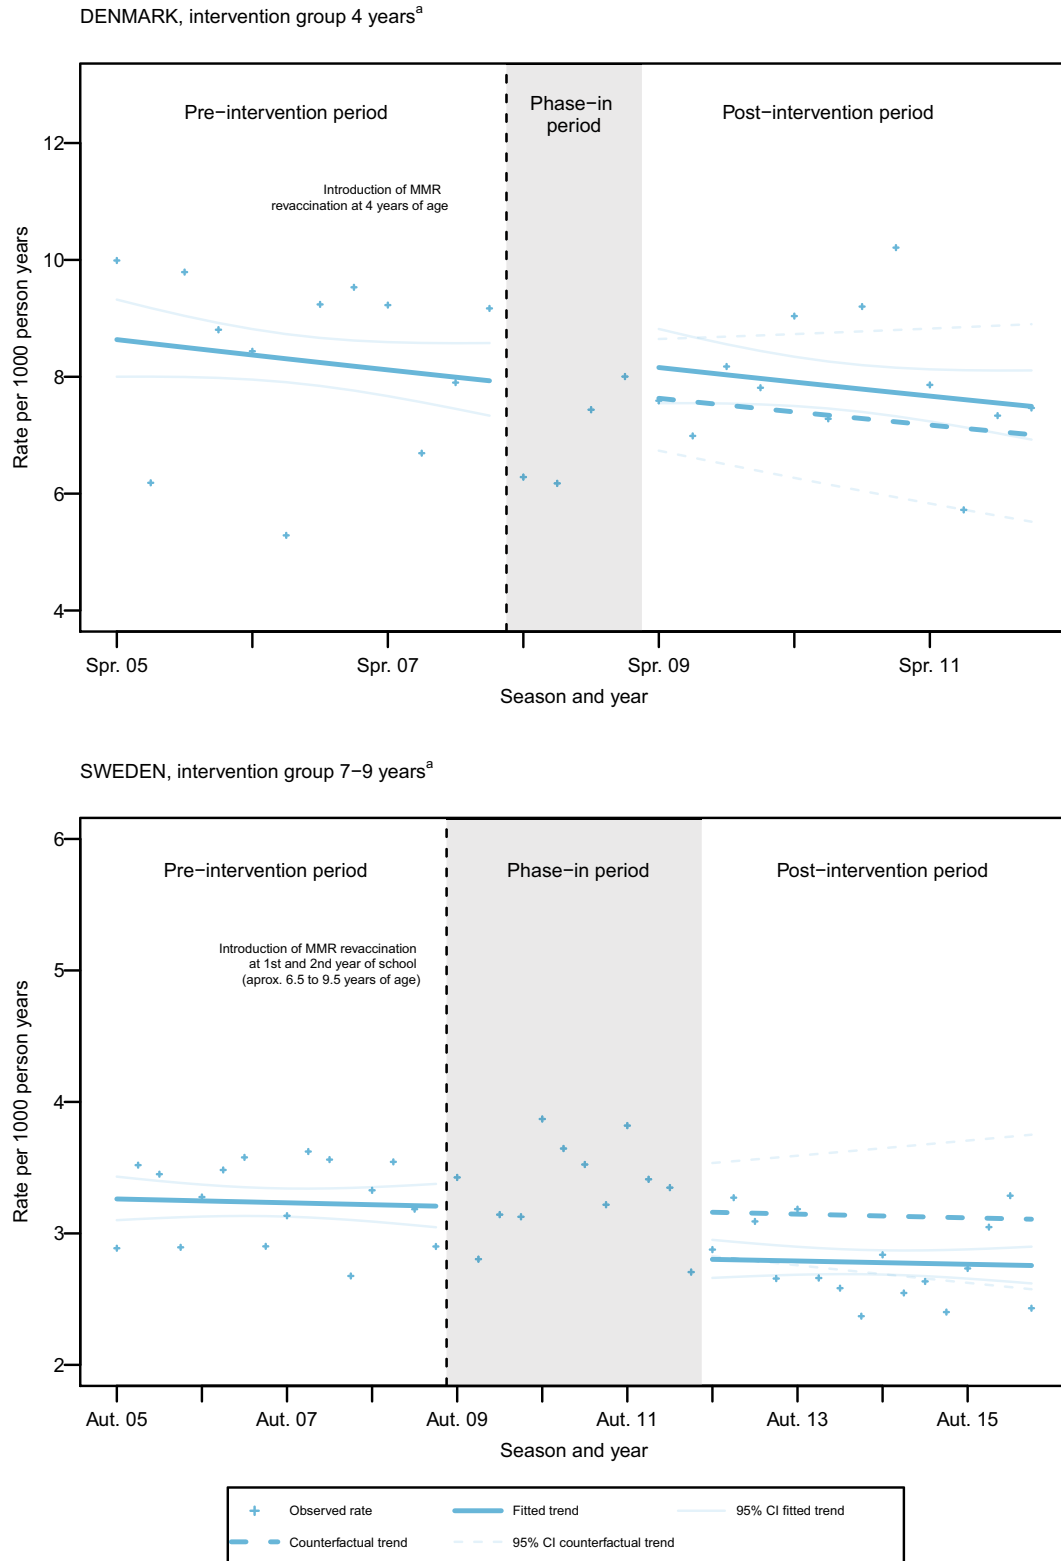 DENMARK, intervention group 4 yearsª
Pre−intervention period
Phase−in
period
Post−intervention period
Introduction of MMR
revaccination at 4 years of age
Rate per 1000 person years
12
10
8
6
4
Spr. 05
Spr. 07
Spr. 09
Spr. 11
Season and year
SWEDEN, intervention group 7−9 yearsª
Pre−intervention period
Phase−in period
Post−intervention period
Introduction of MMR revaccination
at 1st and 2nd year of school
(aprox. 6.5 to 9.5 years of age)
Rate per 1000 person years
6
5
4
3
2
Aut. 05
Aut. 07
Aut. 09
Aut. 11
Aut. 13
Aut. 15
Season and year
Observed rate
Fitted trend
95% CI fitted trend
Counterfactual trend
95% CI counterfactual trend